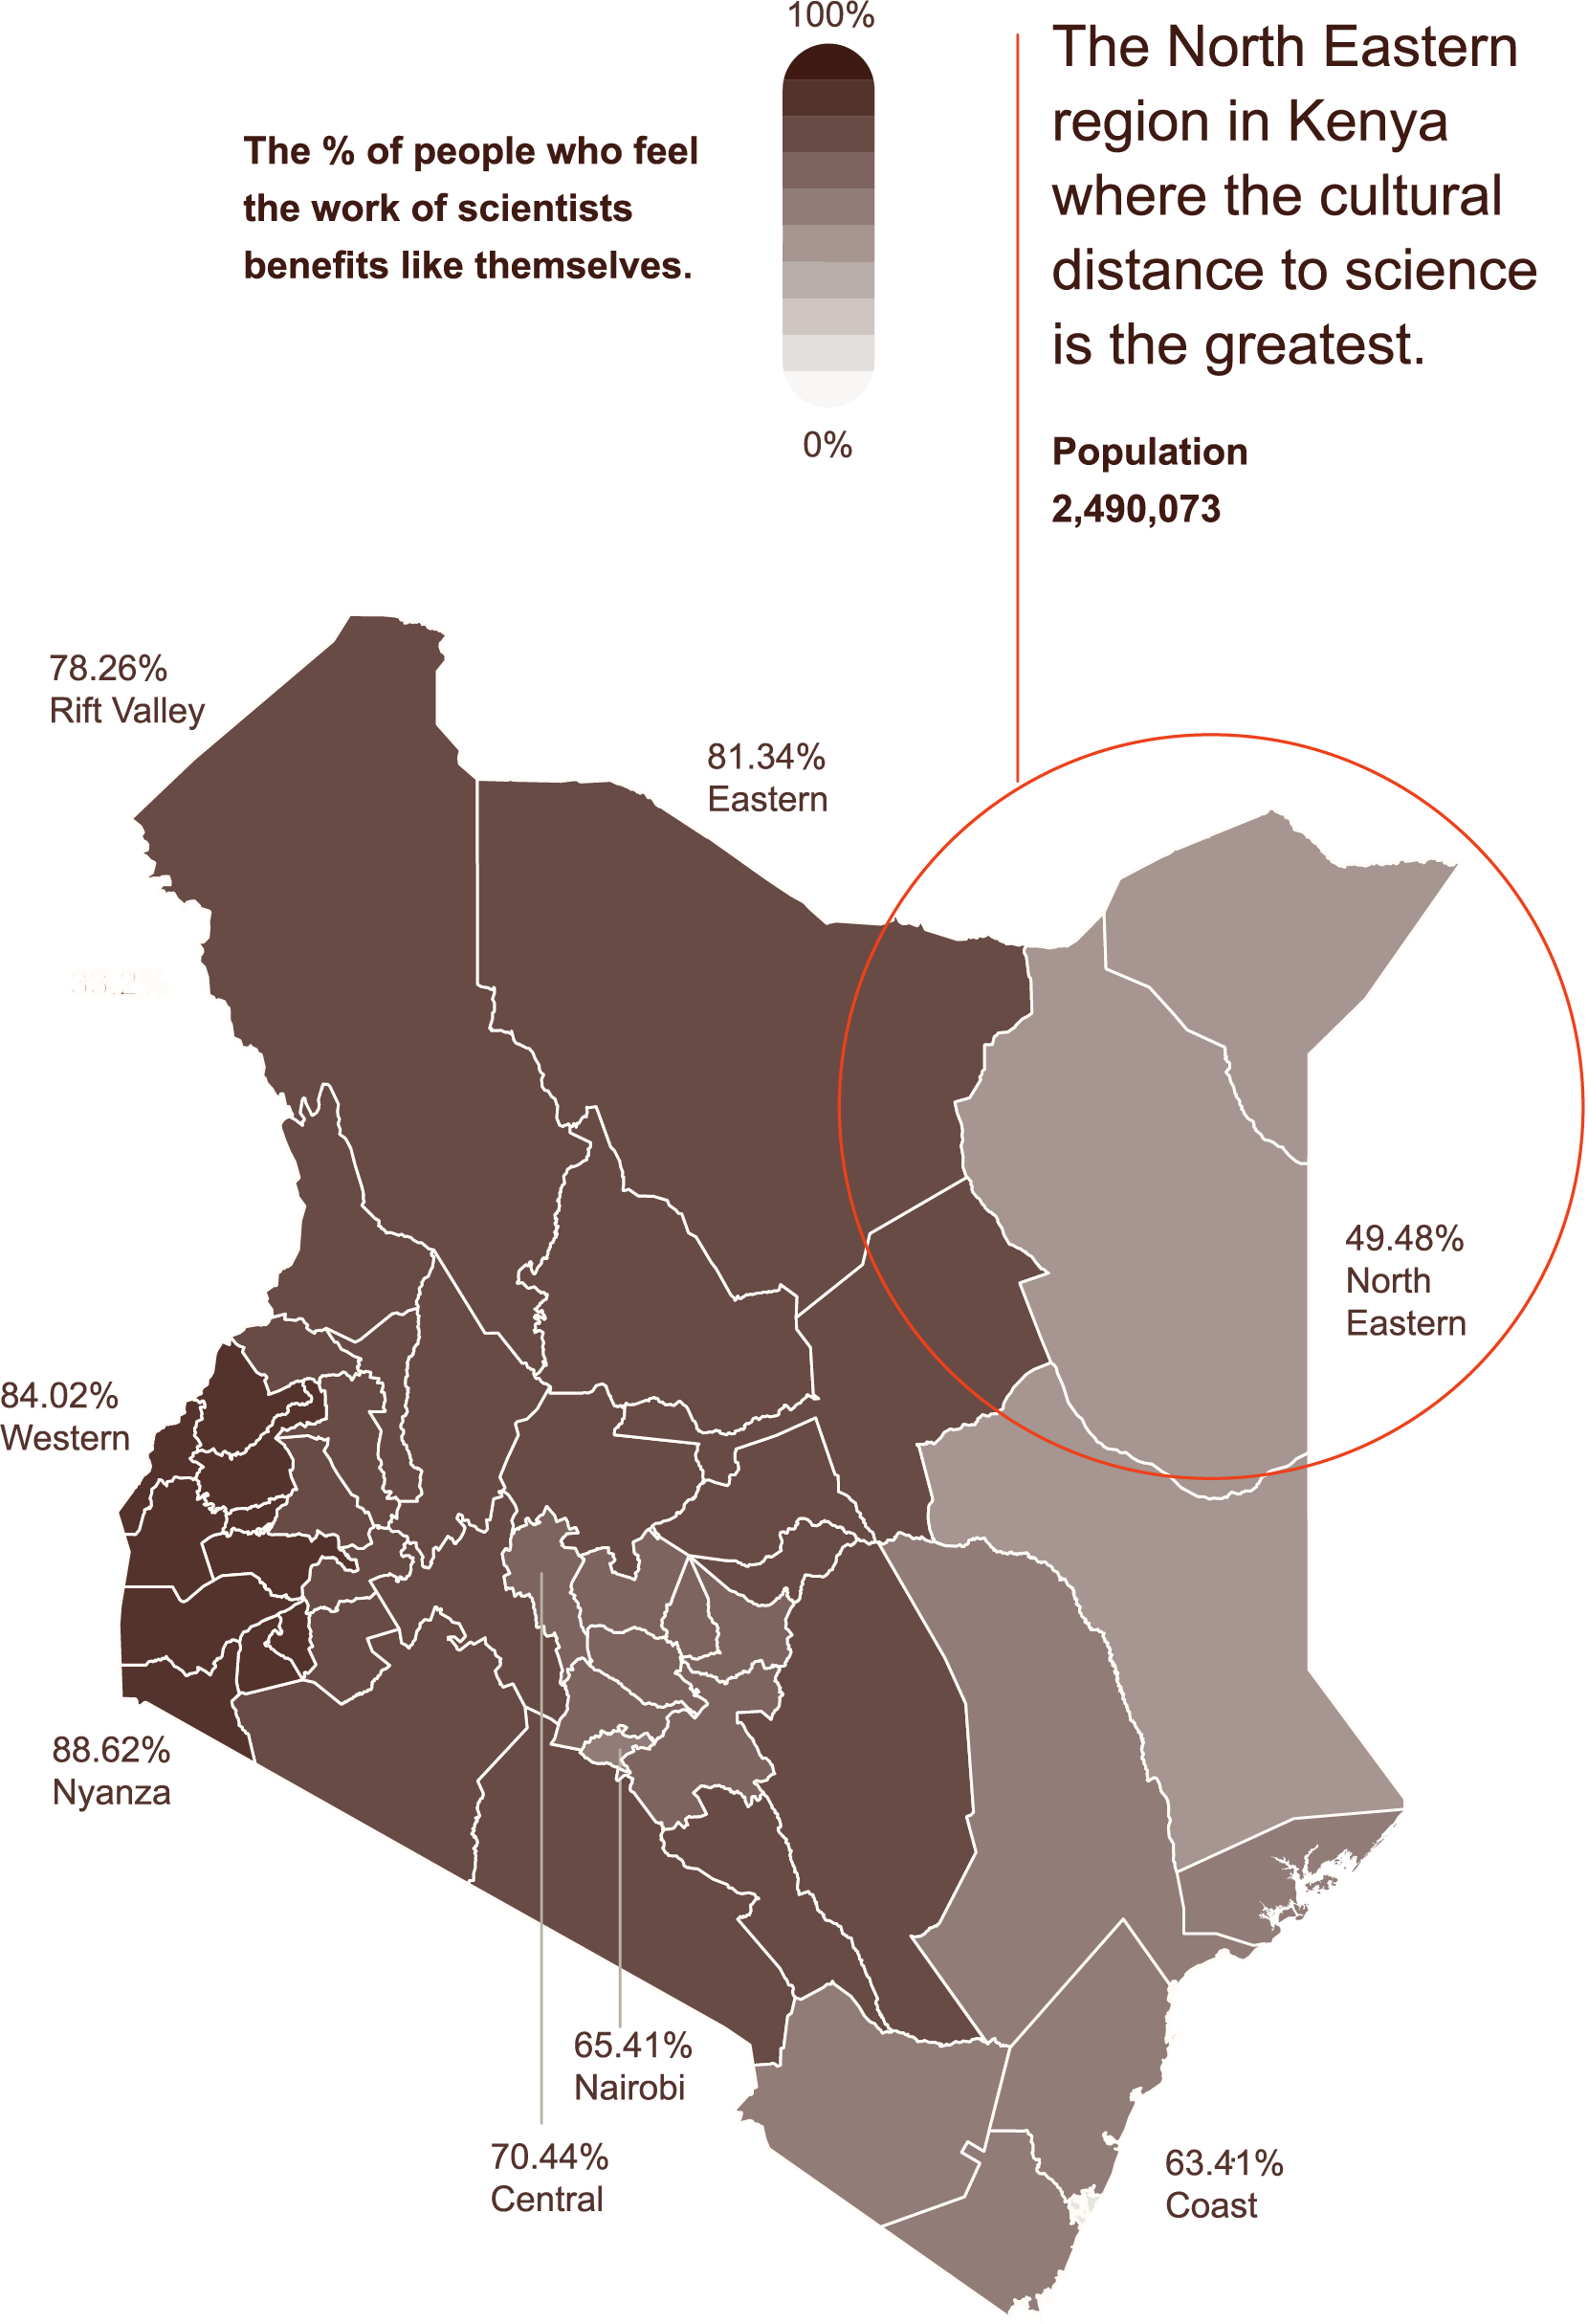 100%
The % of people who feel
the work of scientists
benefits like themselves.
0%
The North Eastern
region in Kenya
where the cultural
distance to science
is the greatest.
Population
2,490,073
78.26%
Rift Valley
81.34%
Eastern
33.2%
49.48%
North
Eastern
84.02%
Western
88.62%
Nyanza
65.41%
Nairobi
70.44%
Central
63.41%
Coast